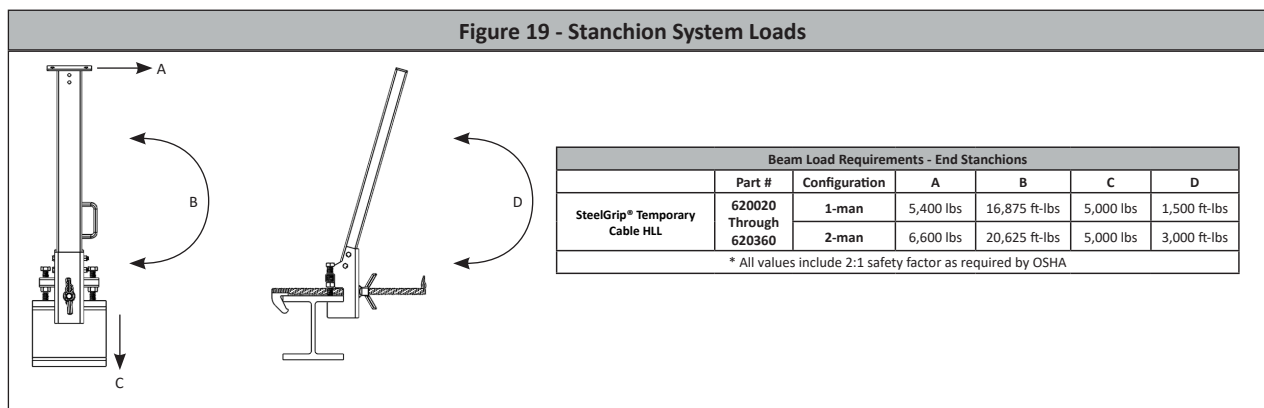 Figure 19 - Stanchion System Loads
A
B
C
D
Beam Load Requirements - End Stanchions
Part # Configuration A B C D
SteelGrip® Temporary Cable HLL 620020 Through 620360 1-man 5,400 lbs 16,875 ft-lbs 5,000 lbs 1,500 ft-lbs
2-man 6,600 lbs 20,625 ft-lbs 5,000 lbs 3,000 ft-lbs
* All values include 2:1 safety factor as required by OSHA